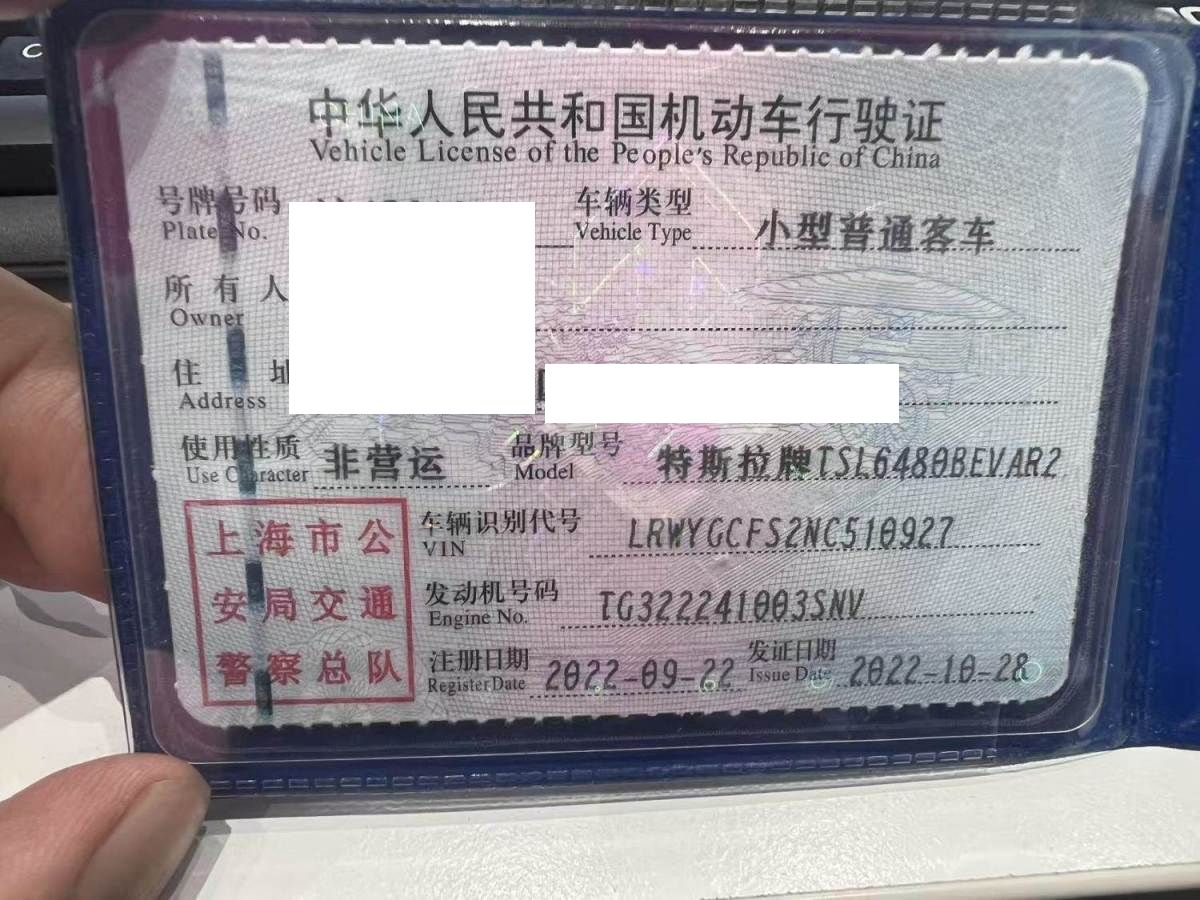 中华人民共和国机动车行驶证
Vehicle License of the People's Republic of China
号牌号码 车辆类型 小型普通客车
Plate No. Vehicle Type
所有人
Owner
住址
Address
使用性质 非营运 品牌型号 特斯拉牌TSL6480BEVAR2
Use Character Model
上海市公 车辆识别代号 LRWYGCFS2NC510927
VIN
安局交通 发动机号码 TG322241003SNV
Engine No.
警察总队 注册日期 2022-09-22 发证日期 2022-10-28
Register Date Issue Date